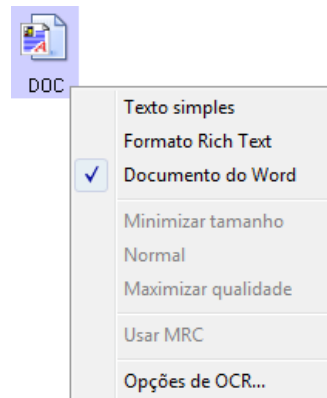 DOC
Texto simples
Formato Rich Text
Documento do Word
Minimizar tamanho
Normal
Maximizar qualidade
Usar MRC
Opções de OCR...